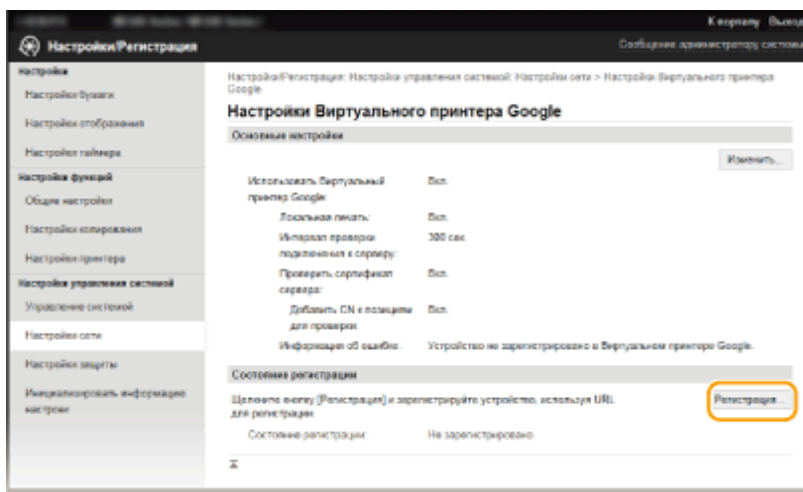 К порталу Выход
Настройки/Регистрация
Сообщение администратору системы
Настройки
Настройки бумаги
Настройки отображения
Настройки таймера
Настройки функций
Общие настройки
Настройки копирования
Настройки принтера
Настройки управления системой
Управление системой
Настройки сети
Настройки защиты
Инициализировать информацию
настроек
Настройки/Регистрация: Настройки управления системой: Настройки сети > Настройки Виртуального принтера
Google
Настройки Виртуального принтера Google
Основные настройки
Изменить...
Использовать Виртуальный Вкл.
принтер Google:
Локальная печать: Вкл.
Интервал проверки 300 сек
подключения к серверу:
Проверить сертификат Вкл.
сервера:
Добавить CN к позициям Вкл.
для проверки:
Информация об ошибке: Устройство не зарегистрировано в Виртуальном принтере Google.
Состояние регистрации
Щелкните кнопку [Регистрация] и зарегистрируйте устройство, используя URL Регистрация...
для регистрации.
Состояние регистрации: Не зарегистрировано